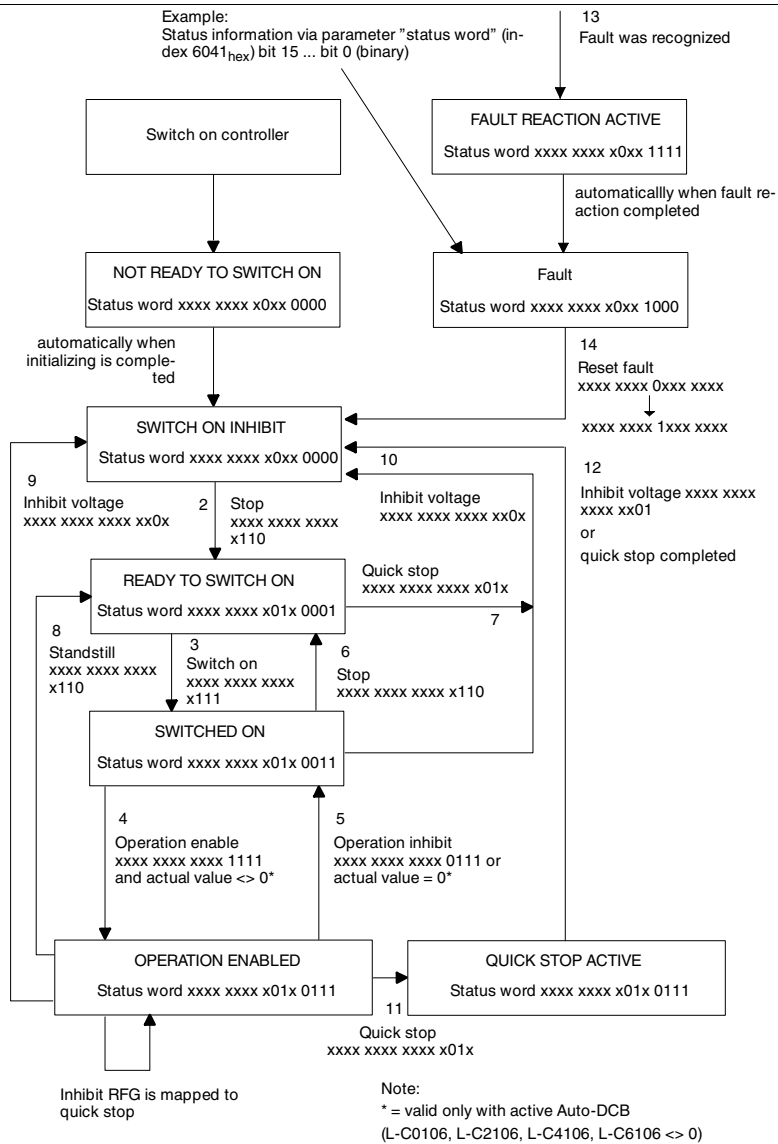 Example:
Status information via parameter ”status word” (in-
dex 6041hex) bit 15 ... bit 0 (binary)
13
Fault was recognized
Switch on controller
FAULT REACTION ACTIVE
Status word xxxx xxxx x0xx 1111
automaticallly when fault re-
action completed
NOT READY TO SWITCH ON
Status word xxxx xxxx x0xx 0000
Fault
Status word xxxx xxxx x0xx 1000
automatically when
initializing is comple-
ted
14
Reset fault
xxxx xxxx 0xxx xxxx
xxxx xxxx 1xxx xxxx
SWITCH ON INHIBIT
Status word xxxx xxxx x0xx 0000
9
Inhibit voltage
xxxx xxxx xxxx xx0x
2
Stop
xxxx xxxx xxxx
x110
10
Inhibit voltage
xxxx xxxx xxxx xx0x
12
Inhibit voltage xxxx xxxx
xxxx xx01
or
quick stop completed
READY TO SWITCH ON
Status word xxxx xxxx x01x 0001
Quick stop
xxxx xxxx xxxx x01x
7
8
Standstill
xxxx xxxx xxxx
x110
3
Switch on
xxxx xxxx xxxx
x111
6
Stop
xxxx xxxx xxxx x110
SWITCHED ON
Status word xxxx xxxx x01x 0011
4
Operation enable
xxxx xxxx xxxx 1111
and actual value <> 0*
5
Operation inhibit
xxxx xxxx xxxx 0111 or
actual value = 0*
OPERATION ENABLED
Status word xxxx xxxx x01x 0111
QUICK STOP ACTIVE
Status word xxxx xxxx x01x 0111
11
Quick stop
xxxx xxxx xxxx x01x
Inhibit RFG is mapped to
quick stop
Note:
* = valid only with active Auto-DCB
(L-C0106, L-C2106, L-C4106, L-C6106 <> 0)